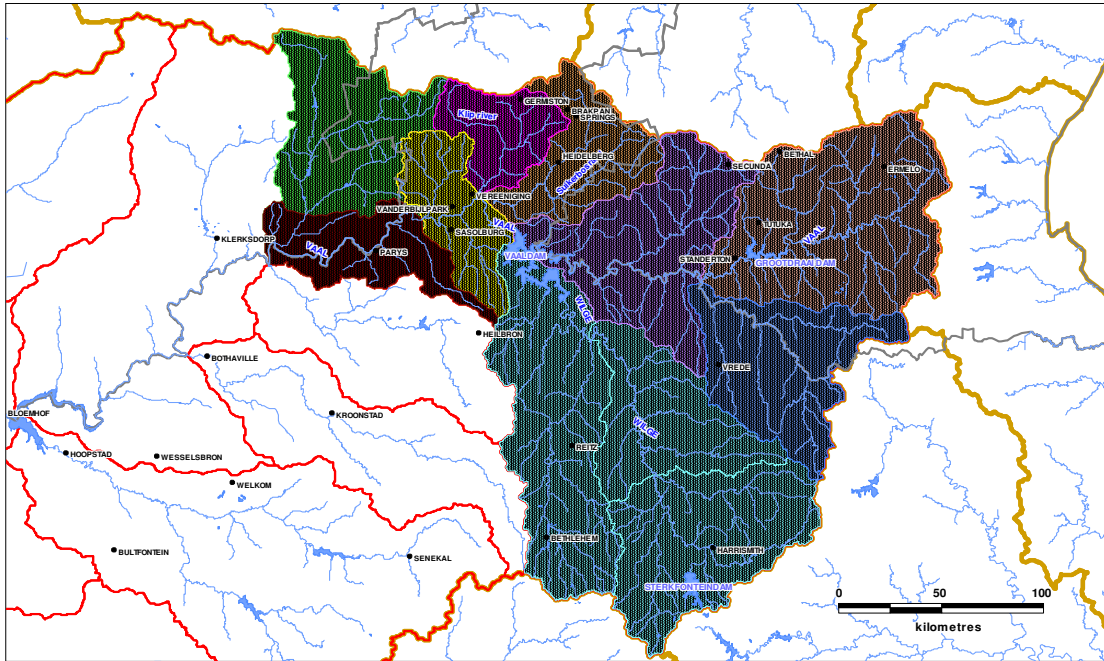 GERMISTON
BRAKPAN
SPRINGS
Klip river
BETHAL
HEIDELBERG
SECUNDA
ERMELO
VEREENIGING
VANDERBIJLPARK
VAAL
TUTUKA
VAAL
SASOLBURG
KLERKSDORP
VAAL
PARYS
VAALDAM
STANDERTON
GROOTDRAAIDAM
WILGE
HEILBRON
BOTHAVILLE
VREDE
BLOEMHOF
KROONSTAD
WILGE
REITZ
HOOPSTAD
WESSELSBRON
WELKOM
BETHLEHEM
HARRISMITH
BULTFONTEIN
SENEKAL
STERKFONTEINDAM
0 50 100
kilometres